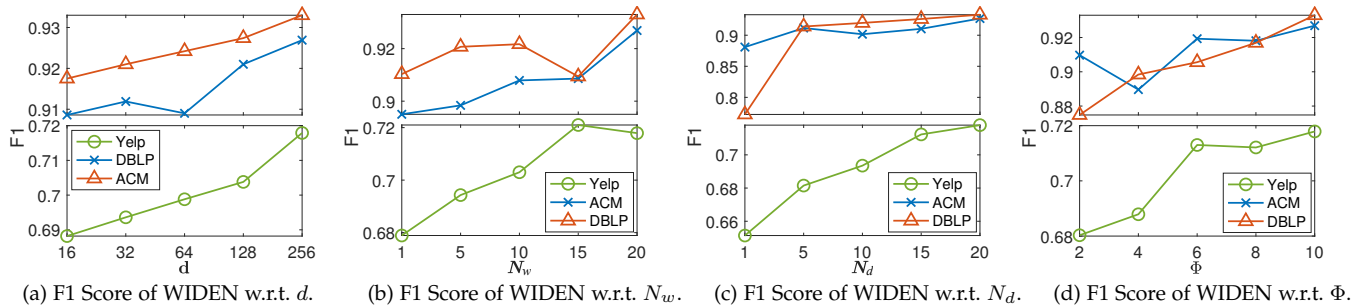 F1
0.93
0.92
0.91
0.72
0.71
0.7
0.69
Yelp
DBLP
ACM
16 32 64 128 256
d
(a) F1 Score of WIDEN w.r.t. d.
F1
0.92
0.9
0.72
0.7
0.68
Yelp
ACM
DBLP
1 5 10 15 20
N_w
(b) F1 Score of WIDEN w.r.t. N_w.
F1
0.9
0.85
0.8
0.7
0.68
0.66
Yelp
ACM
DBLP
1 5 10 15 20
N_d
(c) F1 Score of WIDEN w.r.t. N_d.
F1
0.92
0.9
0.88
0.72
0.7
0.68
Yelp
ACM
DBLP
2 4 6 8 10
Φ
(d) F1 Score of WIDEN w.r.t. Φ.